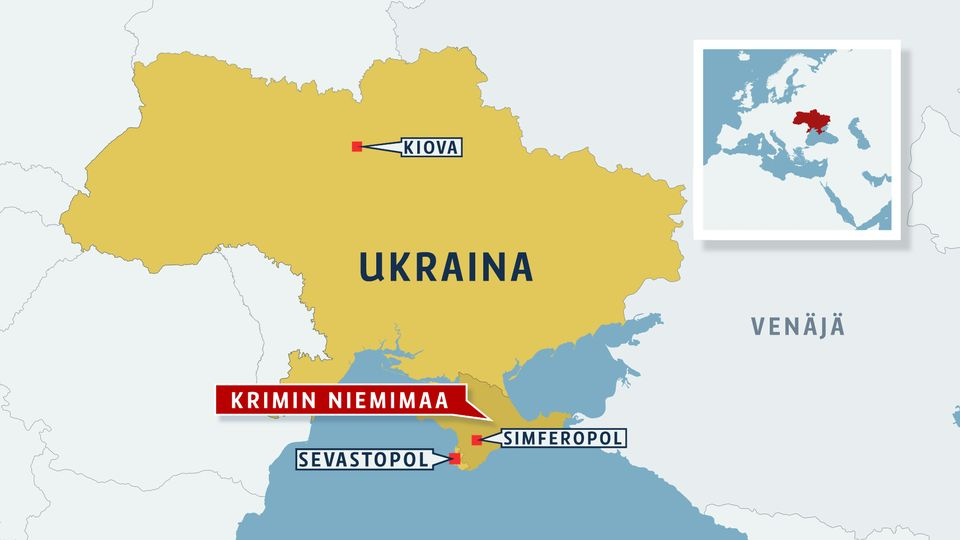 KIOVA
UKRAINA
VENÄJÄ
KRIMIN NIEMIMAA
SIMFEROPOL
SEVASTOPOL